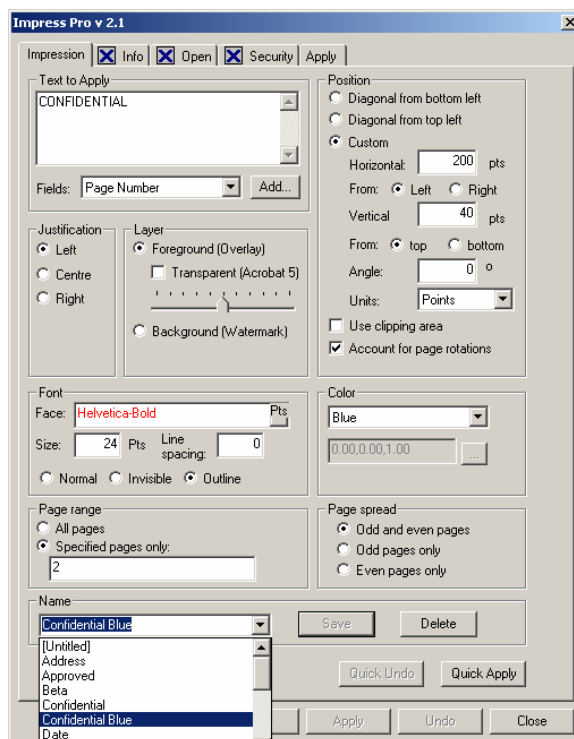 Impress Pro v 2.1
Impression Info Open Security Apply
Text to Apply
CONFIDENTIAL
Fields: Page Number Add...
Position
Diagonal from bottom left
Diagonal from top left
Custom
Horizontal: 200 pts
From: Left Right
Vertical 40 pts
From: top bottom
Angle: 0 °
Units: Points
Use clipping area
Account for page rotations
Justification
Left
Centre
Right
Layer
Foreground (Overlay)
Transparent (Acrobat 5)
Background (Watermark)
Font
Face: Helvetica-Bold Pts
Size: 24 Pts Line spacing: 0
Normal Invisible Outline
Color
Blue
0.00,0.00,1.00 ...
Page range
All pages
Specified pages only:
2
Page spread
Odd and even pages
Odd pages only
Even pages only
Name
Confidential Blue Save Delete
[Untitled]
Address
Approved
Beta
Confidential
Confidential Blue
Date
Quick Undo Quick Apply
Apply Undo Close